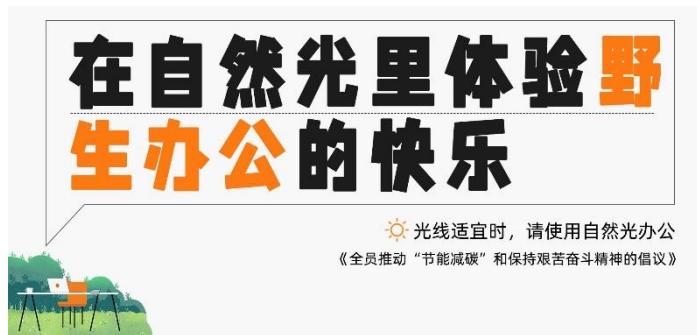 在自然光里体验野
生办公的快乐
光线适宜时，请使用自然光办公
《全员推动“节能减碳”和保持艰苦奋斗精神的倡议》